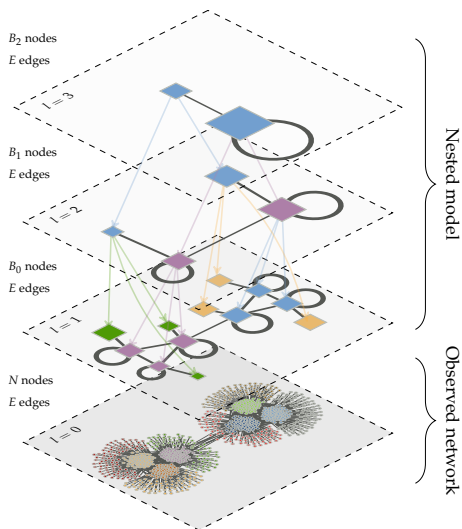 B₂ nodes
E edges
l = 3
B₁ nodes
E edges
l = 2
B₀ nodes
E edges
l = 1
N nodes
E edges
l = 0
Nested model
Observed network